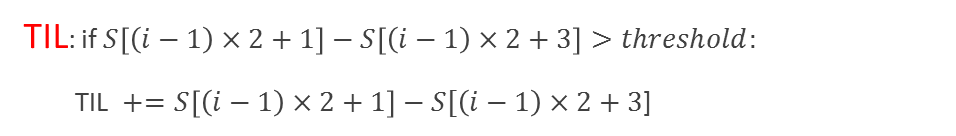 TIL: if S[(i − 1) × 2 + 1] − S[(i − 1) × 2 + 3] > threshold:
TIL += S[(i − 1) × 2 + 1] − S[(i − 1) × 2 + 3]